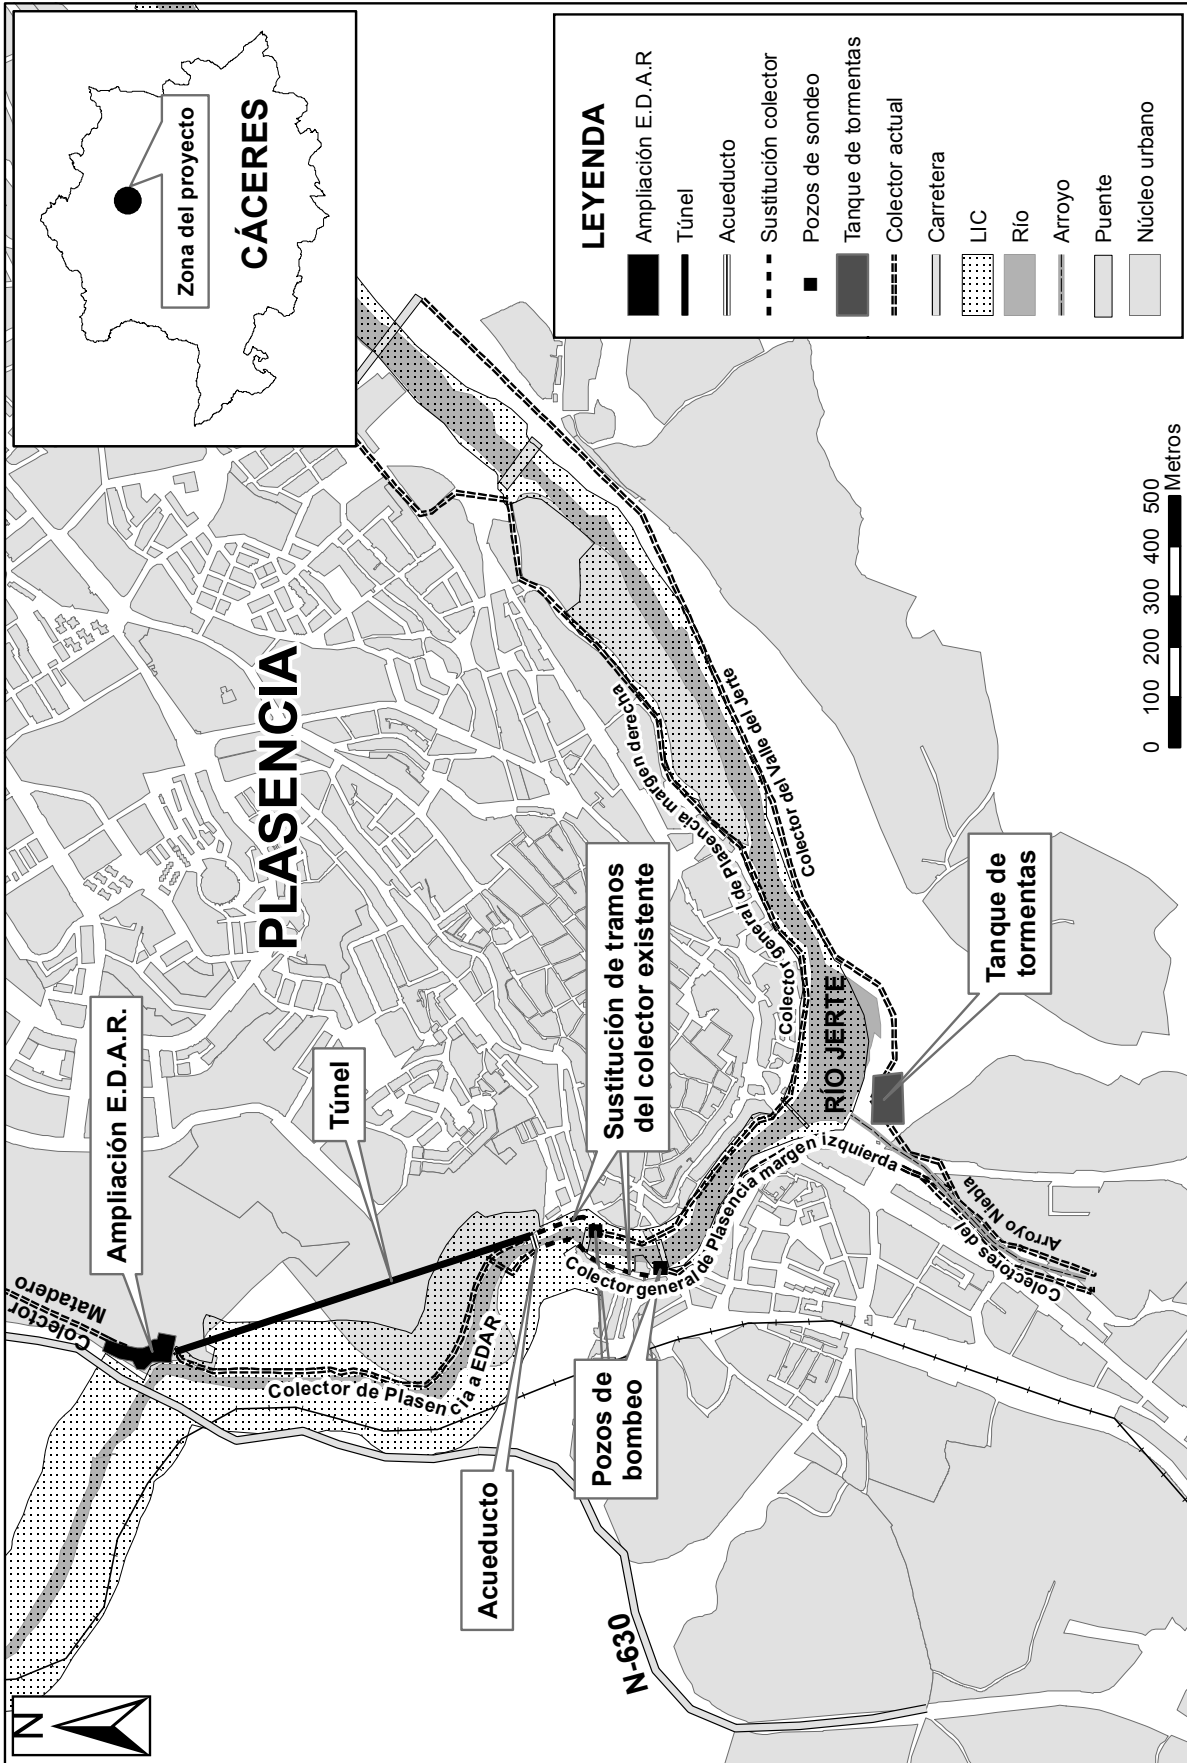 N
Zona del proyecto
CÁCERES
LEYENDA
Ampliación E.D.A.R
Túnel
Acueducto
Sustitución colector
Pozos de sondeo
Tanque de tormentas
Colector actual
Carretera
LIC
Río
Arroyo
Puente
Núcleo urbano
PLASENCIA
Ampliación E.D.A.R.
Túnel
Colector
Matadero
Colector de Plasencia a EDAR
Acueducto
Pozos de
bombeo
Sustitución de tramos
del colector existente
Colector general de Plasencia margen derecha
Colector general de Plasencia margen izquierda
Colector del Valle del Jerte
RÍO JERTE
Tanque de
tormentas
Colectores del
Arroyo Niebla
N-630
0 100 200 300 400 500
Metros